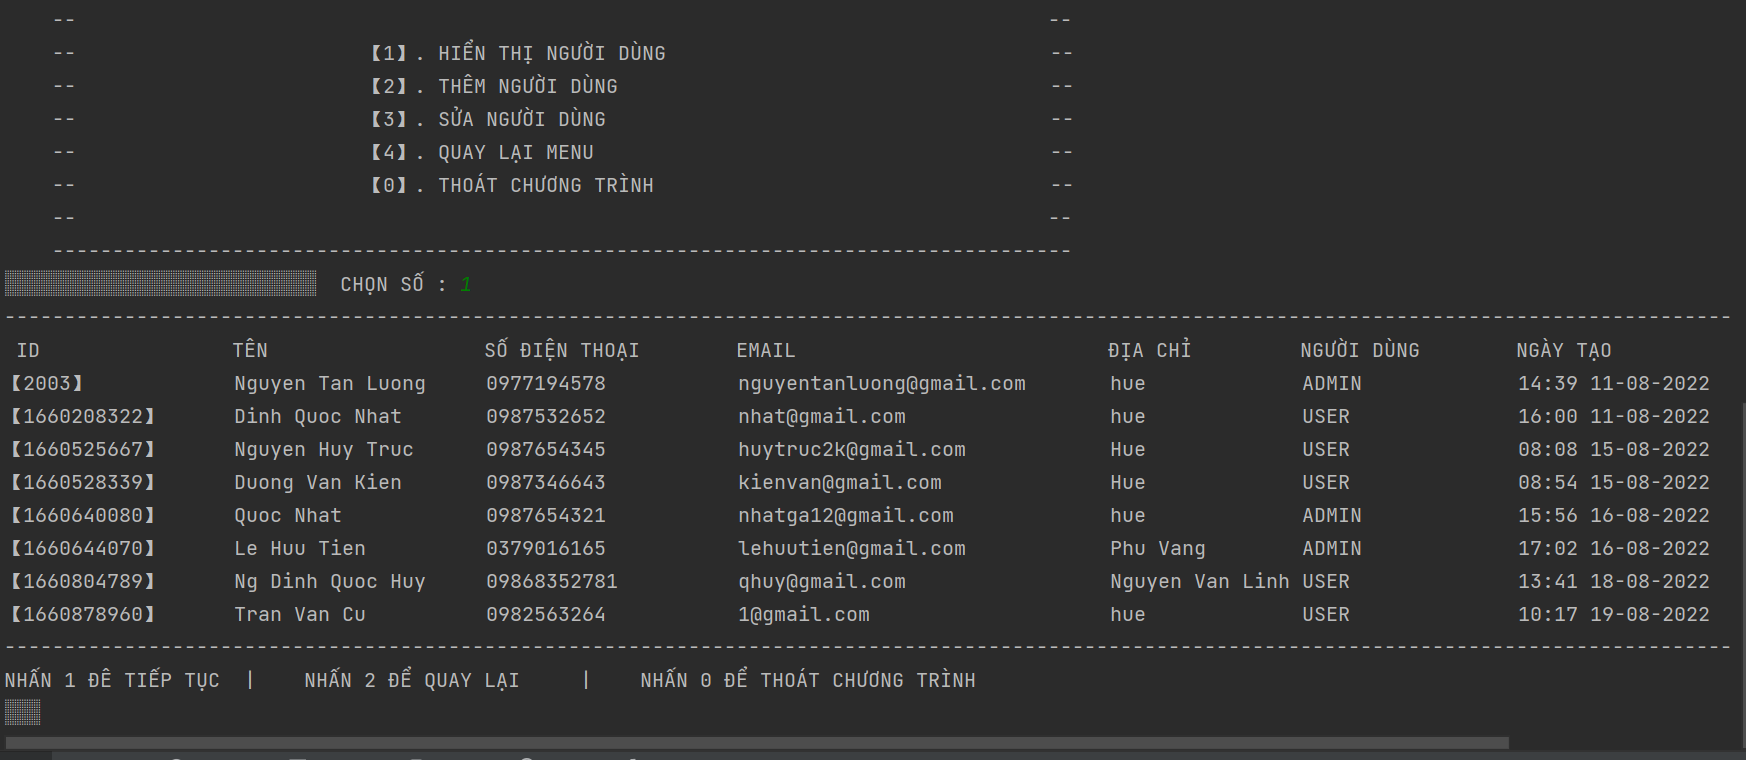 -- --
-- 【1】. HIỂN THỊ NGƯỜI DÙNG --
-- 【2】. THÊM NGƯỜI DÙNG --
-- 【3】. SỬA NGƯỜI DÙNG --
-- 【4】. QUAY LẠI MENU --
-- 【0】. THOÁT CHƯƠNG TRÌNH --
-- --
-------------------------------------------------------------------------------------
▒▒▒▒▒▒▒▒▒▒▒▒▒▒▒▒▒▒▒▒▒▒▒▒▒▒ CHỌN SỐ : 1
------------------------------------------------------------------------------------------------------------------------------------------------
ID TÊN SỐ ĐIỆN THOẠI EMAIL ĐỊA CHỈ NGƯỜI DÙNG NGÀY TẠO
【2003】 Nguyen Tan Luong 0977194578 nguyentanluong@gmail.com hue ADMIN 14:39 11-08-2022
【1660208322】 Dinh Quoc Nhat 0987532652 nhat@gmail.com hue USER 16:00 11-08-2022
【1660525667】 Nguyen Huy Truc 0987654345 huytruc2k@gmail.com Hue USER 08:08 15-08-2022
【1660528339】 Duong Van Kien 0987346643 kienvan@gmail.com Hue USER 08:54 15-08-2022
【1660640080】 Quoc Nhat 0987654321 nhatga12@gmail.com hue ADMIN 15:56 16-08-2022
【1660644070】 Le Huu Tien 0379016165 lehuutien@gmail.com Phu Vang ADMIN 17:02 16-08-2022
【1660804789】 Ng Dinh Quoc Huy 09868352781 qhuy@gmail.com Nguyen Van Linh USER 13:41 18-08-2022
【1660878960】 Tran Van Cu 0982563264 1@gmail.com hue USER 10:17 19-08-2022
------------------------------------------------------------------------------------------------------------------------------------------------
NHẤN 1 ĐÊ TIẾP TỤC | NHẤN 2 ĐỂ QUAY LẠI | NHẤN 0 ĐỂ THOÁT CHƯƠNG TRÌNH
▒▒▒